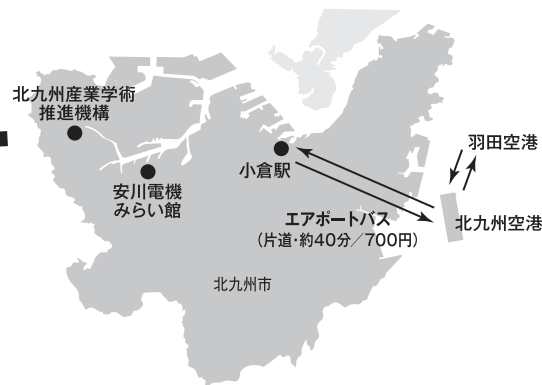 北九州産業学術
推進機構
安川電機
みらい館
小倉駅
エアポートバス
（片道・約40分／700円）
羽田空港
北九州空港
北九州市